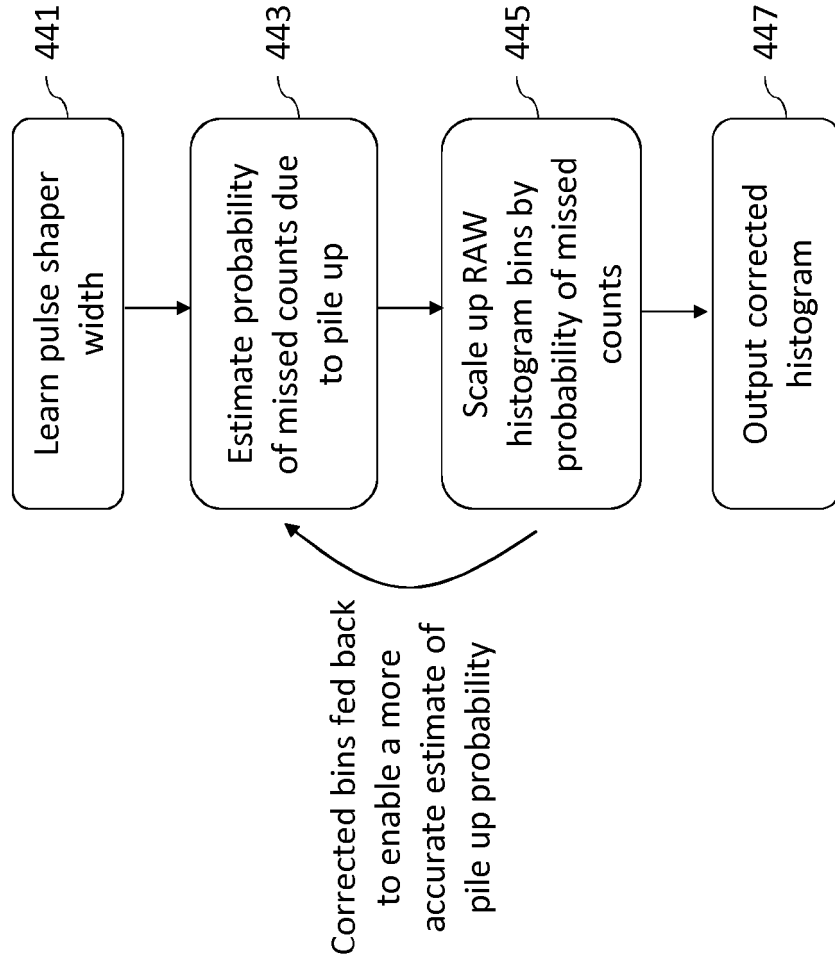 Learn pulse shaper
width
441
Estimate probability
of missed counts due
to pile up
443
Corrected bins fed back
to enable a more
accurate estimate of
pile up probability
Scale up RAW
histogram bins by
probability of missed
counts
445
Output corrected
histogram
447